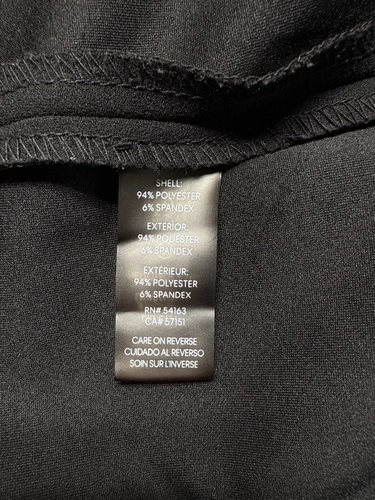 SHELL:
94% POLYESTER
6% SPANDEX
EXTERIOR:
94% POLIESTER
6% SPANDEX
EXTÉRIEUR:
94% POLYESTER
6% SPANDEX
RN# 54163
CA# 57151
CARE ON REVERSE
CUIDADO AL REVERSO
SOIN SUR L'INVERSE